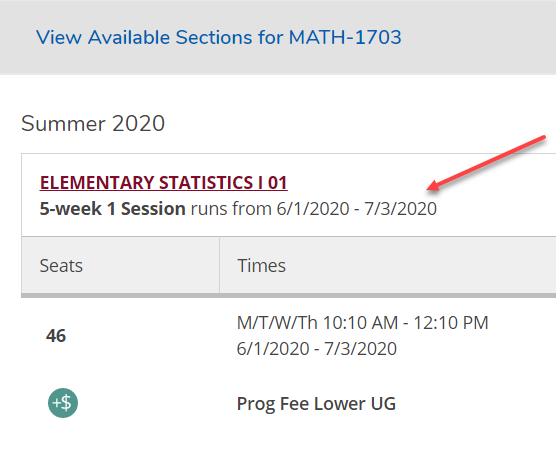 View Available Sections for MATH-1703
Summer 2020
ELEMENTARY STATISTICS I 01
5-week 1 Session runs from 6/1/2020 - 7/3/2020
Seats Times
46
M/T/W/Th 10:10 AM - 12:10 PM
6/1/2020 - 7/3/2020
+$
Prog Fee Lower UG